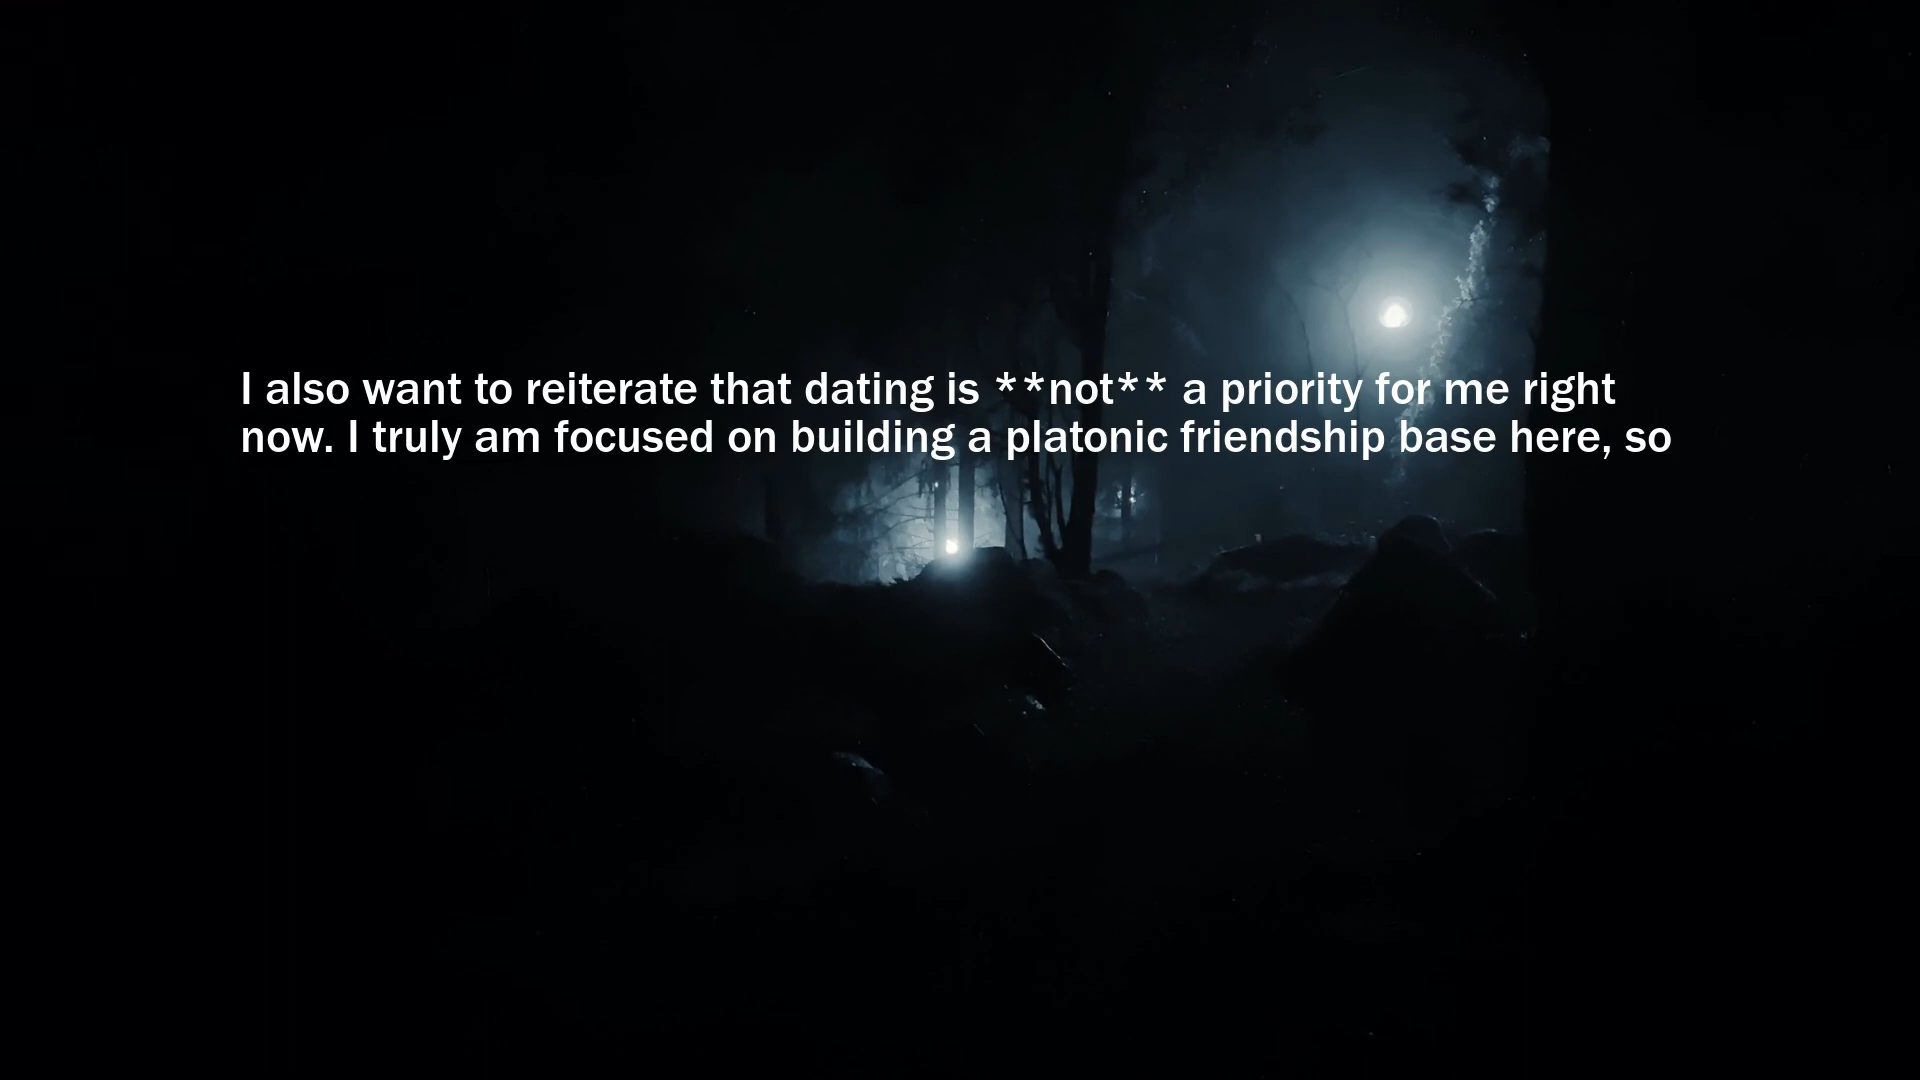 I also want to reiterate that dating is **not** a priority for me right
now. I truly am focused on building a platonic friendship base here, so